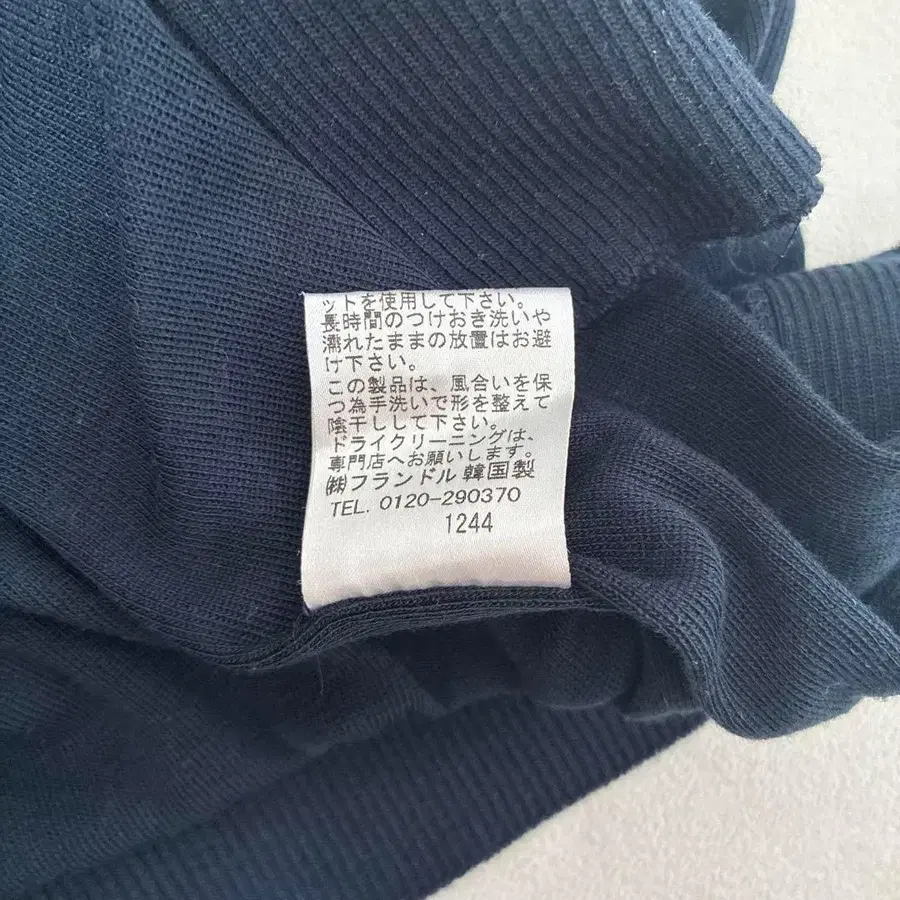 ットを使用して下さい。
長時間のつけおき洗いや
濡れたままの放置はお避
け下さい。
この製品は、風合いを保
つ為手洗いで形を整えて
陰干しして下さい。
ドライクリーニングは、
専門店へお願いします。
㈱フランドル 韓国製
TEL. 0120-290370
1244